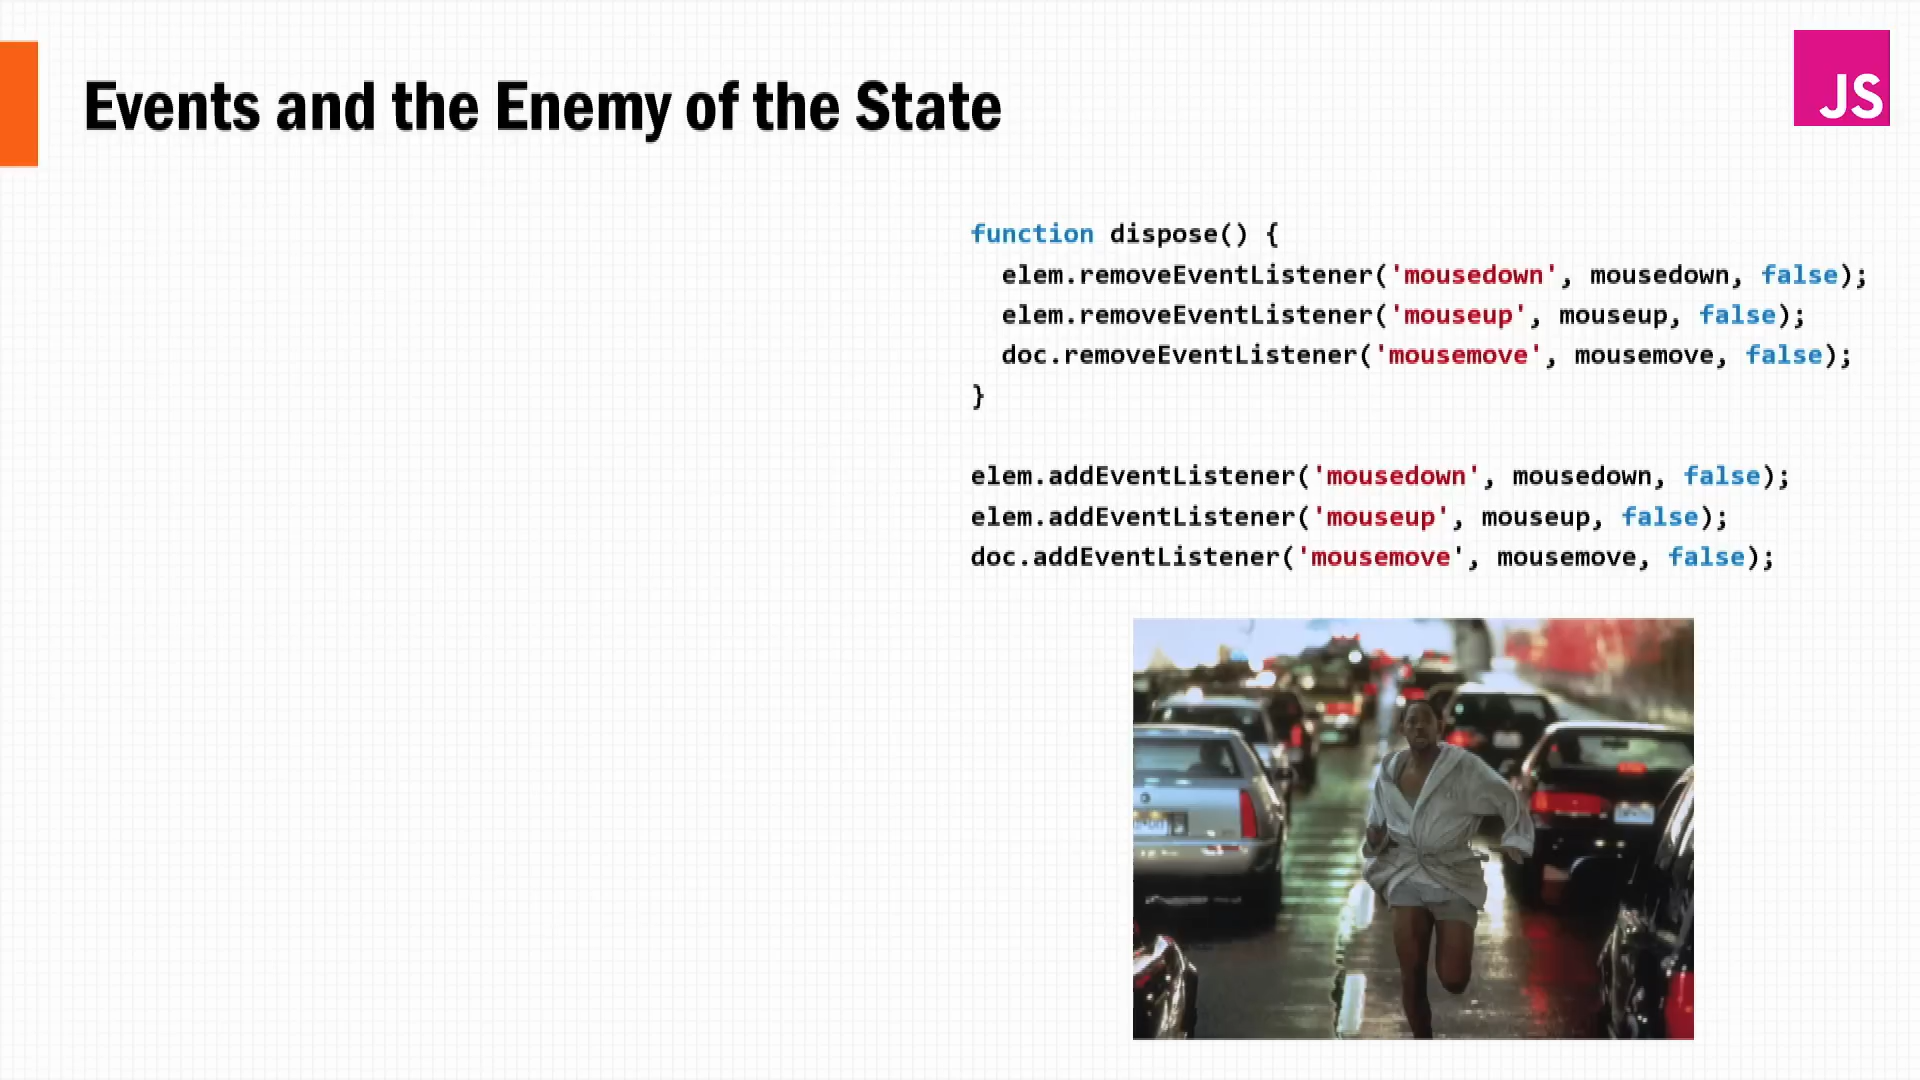 Events and the Enemy of the State
JS
function dispose() {
  elem.removeEventListener('mousedown', mousedown, false);
  elem.removeEventListener('mouseup', mouseup, false);
  doc.removeEventListener('mousemove', mousemove, false);
}
elem.addEventListener('mousedown', mousedown, false);
elem.addEventListener('mouseup', mouseup, false);
doc.addEventListener('mousemove', mousemove, false);